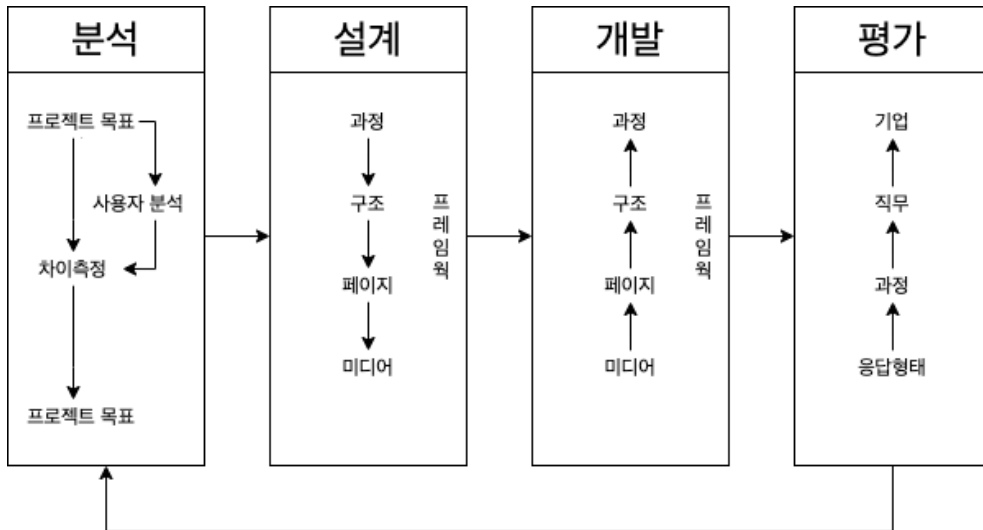 분석
프로젝트 목표
사용자 분석
차이측정
프로젝트 목표
설계
과정
구조
페이지
미디어
프레임웍
개발
과정
구조
페이지
미디어
프레임웍
평가
기업
직무
과정
응답형태